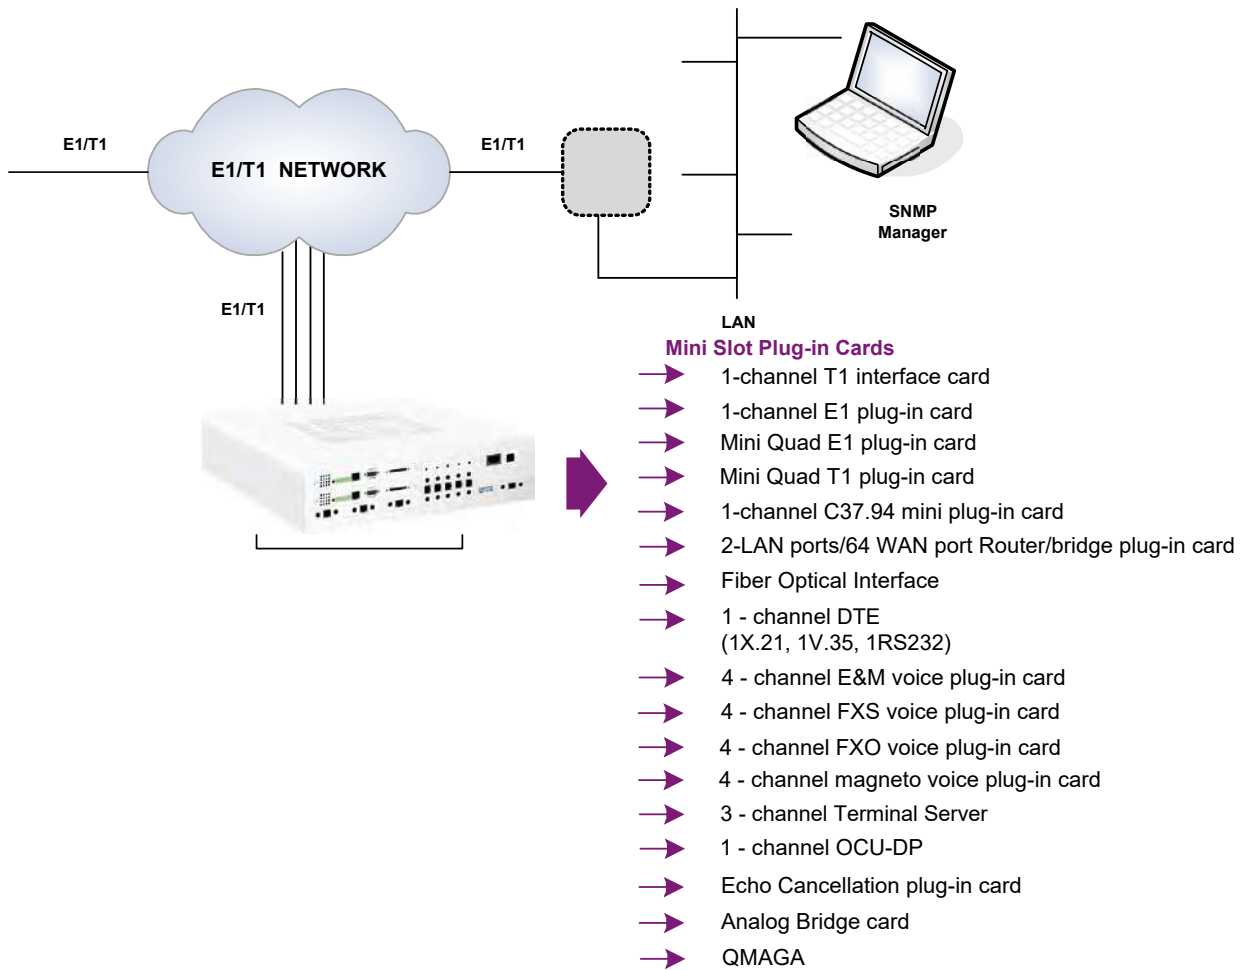 E1/T1
E1/T1 NETWORK
E1/T1
SNMP
Manager
E1/T1
LAN
Mini Slot Plug-in Cards
1-channel T1 interface card
1-channel E1 plug-in card
Mini Quad E1 plug-in card
Mini Quad T1 plug-in card
1-channel C37.94 mini plug-in card
2-LAN ports/64 WAN port Router/bridge plug-in card
Fiber Optical Interface
1 - channel DTE
(1X.21, 1V.35, 1RS232)
4 - channel E&M voice plug-in card
4 - channel FXS voice plug-in card
4 - channel FXO voice plug-in card
4 - channel magneto voice plug-in card
3 - channel Terminal Server
1 - channel OCU-DP
Echo Cancellation plug-in card
Analog Bridge card
QMAGA